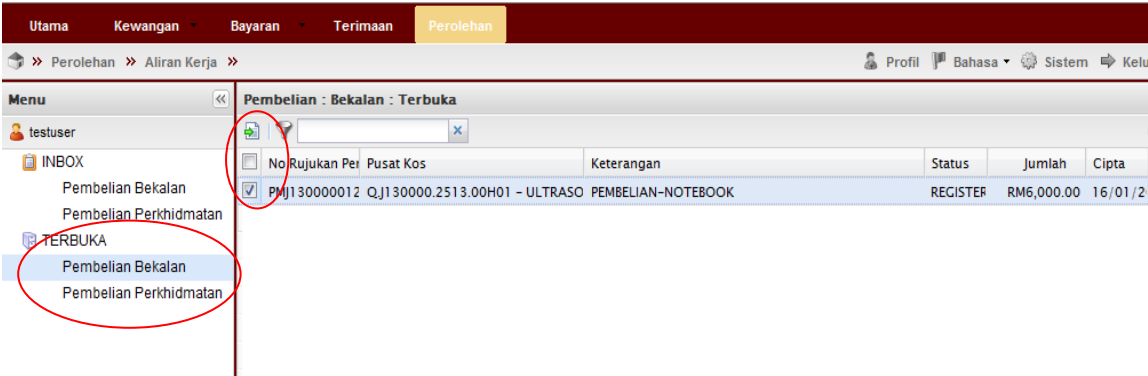 Utama Kewangan Bayaran Terimaan Perolehan
» Perolehan » Aliran Kerja » Profil Bahasa Sistem Kelu
Menu « Pembelian : Bekalan : Terbuka
testuser
INBOX No Rujukan Per Pusat Kos Keterangan Status Jumlah Cipta
Pembelian Bekalan PMJ130000012 Q.J130000.2513.00H01 - ULTRASO PEMBELIAN-NOTEBOOK REGISTER RM6,000.00 16/01/2
Pembelian Perkhidmatan
TERBUKA
Pembelian Bekalan
Pembelian Perkhidmatan